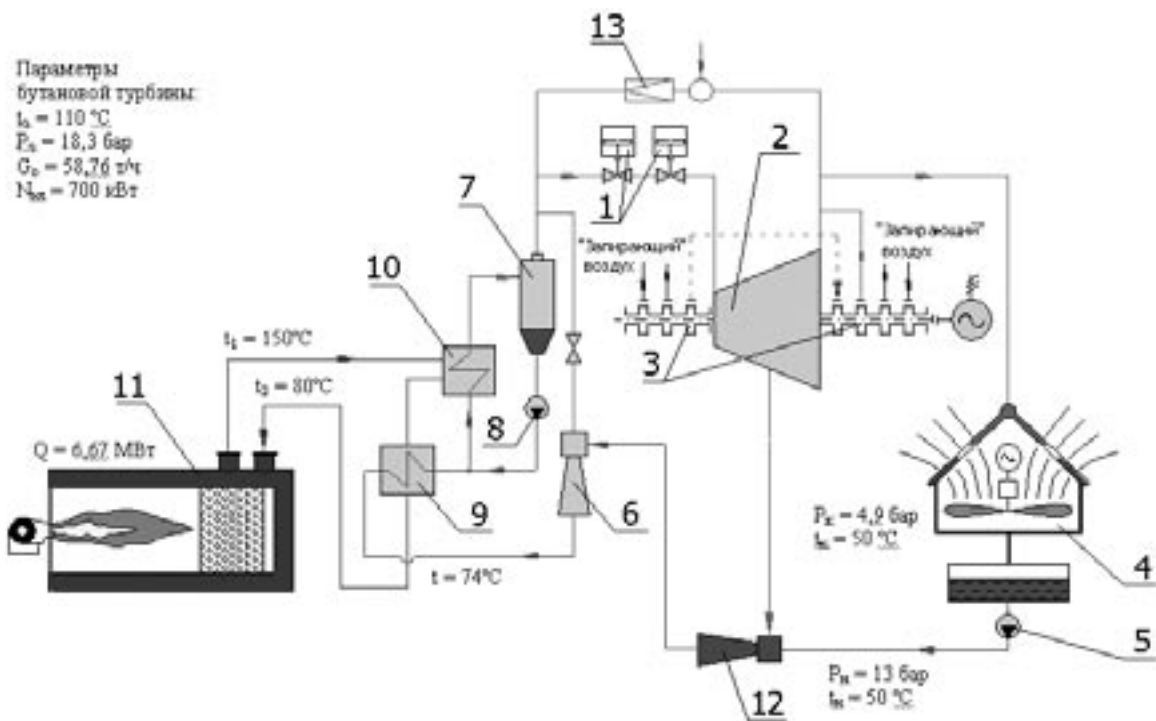 Параметры
бутановой турбины:
t₀ = 110 °C
P₀ = 18,3 бар
G₀ = 58,76 т/ч
Nвн = 700 кВт
13
1
2
7
"Запирающий"
воздух
"Запирающий"
воздух
10
t₁ = 150°C
3
t₂ = 80°C
11
8
Q = 6,67 МВт
9
6
Pк = 4,9 бар
tк = 50 °C
4
t = 74°C
5
12
Pн = 13 бар
tн = 50 °C